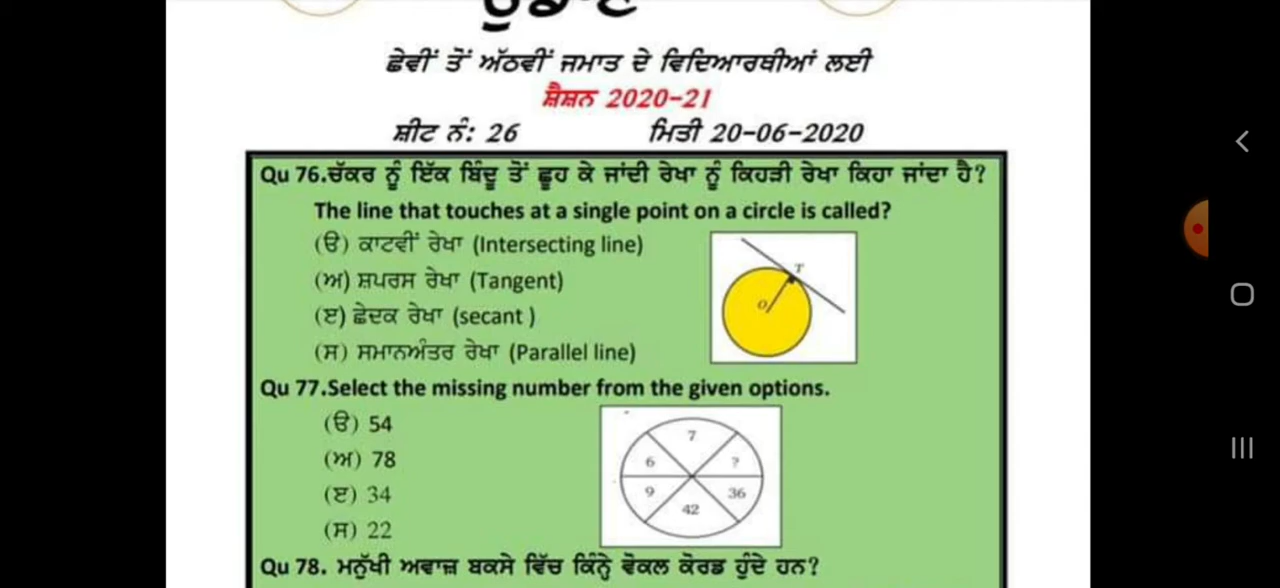 ਛੇਵੀਂ ਤੋਂ ਅੱਠਵੀਂ ਜਮਾਤ ਦੇ ਵਿਦਿਆਰਥੀਆਂ ਲਈ
ਸ਼ੈਸ਼ਨ 2020-21
ਸ਼ੀਟ ਨੰ: 26 ਮਿਤੀ 20-06-2020
Qu 76.ਚੱਕਰ ਨੂੰ ਇੱਕ ਬਿੰਦੂ ਤੋਂ ਛੂਹ ਕੇ ਜਾਂਦੀ ਰੇਖਾ ਨੂੰ ਕਿਹੜੀ ਰੇਖਾ ਕਿਹਾ ਜਾਂਦਾ ਹੈ?
The line that touches at a single point on a circle is called?
(ੳ) ਕਾਟਵੀਂ ਰੇਖਾ (Intersecting line)
(ਅ) ਸ਼ਪਰਸ ਰੇਖਾ (Tangent)
(ੲ) ਛੇਦਕ ਰੇਖਾ (secant )
(ਸ) ਸਮਾਨਅੰਤਰ ਰੇਖਾ (Parallel line)
T
O
Qu 77.Select the missing number from the given options.
(ੳ) 54
(ਅ) 78
(ੲ) 34
(ਸ) 22
7
6 ?
9 36
42
Qu 78. ਮਨੁੱਖੀ ਅਵਾਜ਼ ਬਕਸੇ ਵਿੱਚ ਕਿੰਨ੍ਹੇ ਵੋਕਲ ਕੋਰਡ ਹੁੰਦੇ ਹਨ?